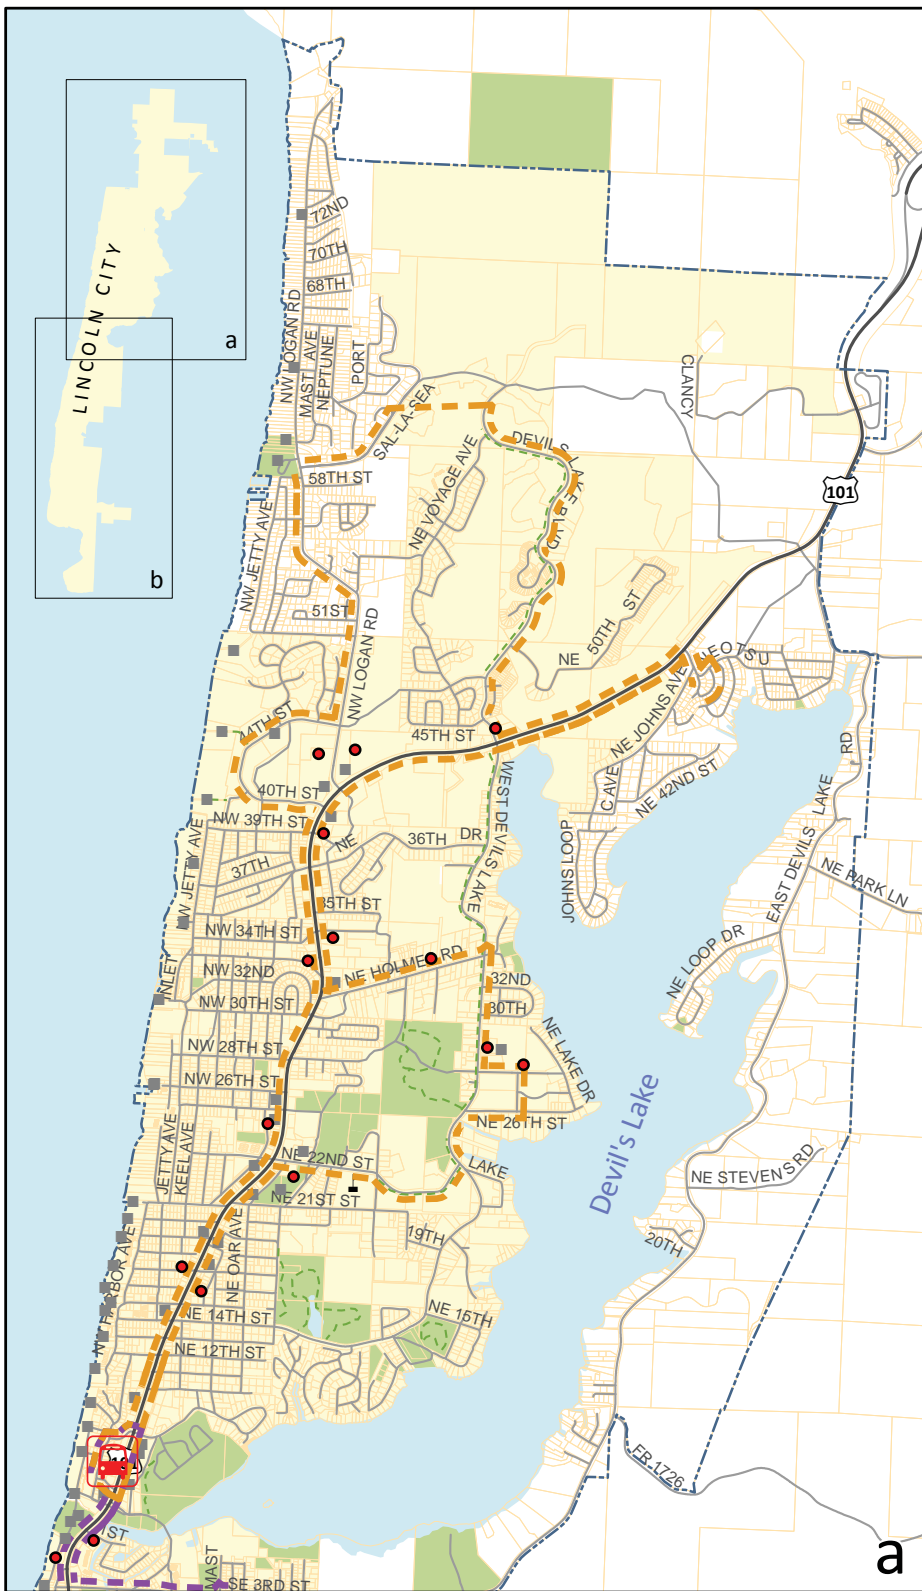 LINCOLN CITY
a
b
72ND
70TH
68TH
NW LOGAN RD
MAST AVE
NEPTUNE
PORT
SAL-LA-SEA
58TH ST
CLANCY
DEVILS LAKE BLVD
NE VOYAGE AVE
101
NW JETTY AVE
51ST
NW LOGAN RD
NE 50TH ST
NEOTSU
44TH ST
45TH ST
NE JOHNS AVE
40TH ST
NW 39TH ST
NE
36TH DR
WEST DEVILS LAKE
C AVE
NE 42ND ST
EAST DEVILS LAKE RD
JOHNS LOOP
NW JETTY AVE
37TH
NE PARK LN
35TH ST
NW 34TH ST
NW 32ND
NE HOLMES RD
NE LOOP DR
INLET
NW 30TH ST
32ND
30TH
NW 28TH ST
NE LAKE DR
NW 26TH ST
NE 26TH ST
Devil's Lake
JETTY AVE
KEEL AVE
NE 22ND ST
LAKE
NE STEVENS RD
NE 21ST ST
19TH
20TH
NW HARBOR AVE
NE OAR AVE
NE 14TH ST
NE 15TH
NE 12TH ST
101
FR 1726
1ST
MAST
SE 3RD ST
a